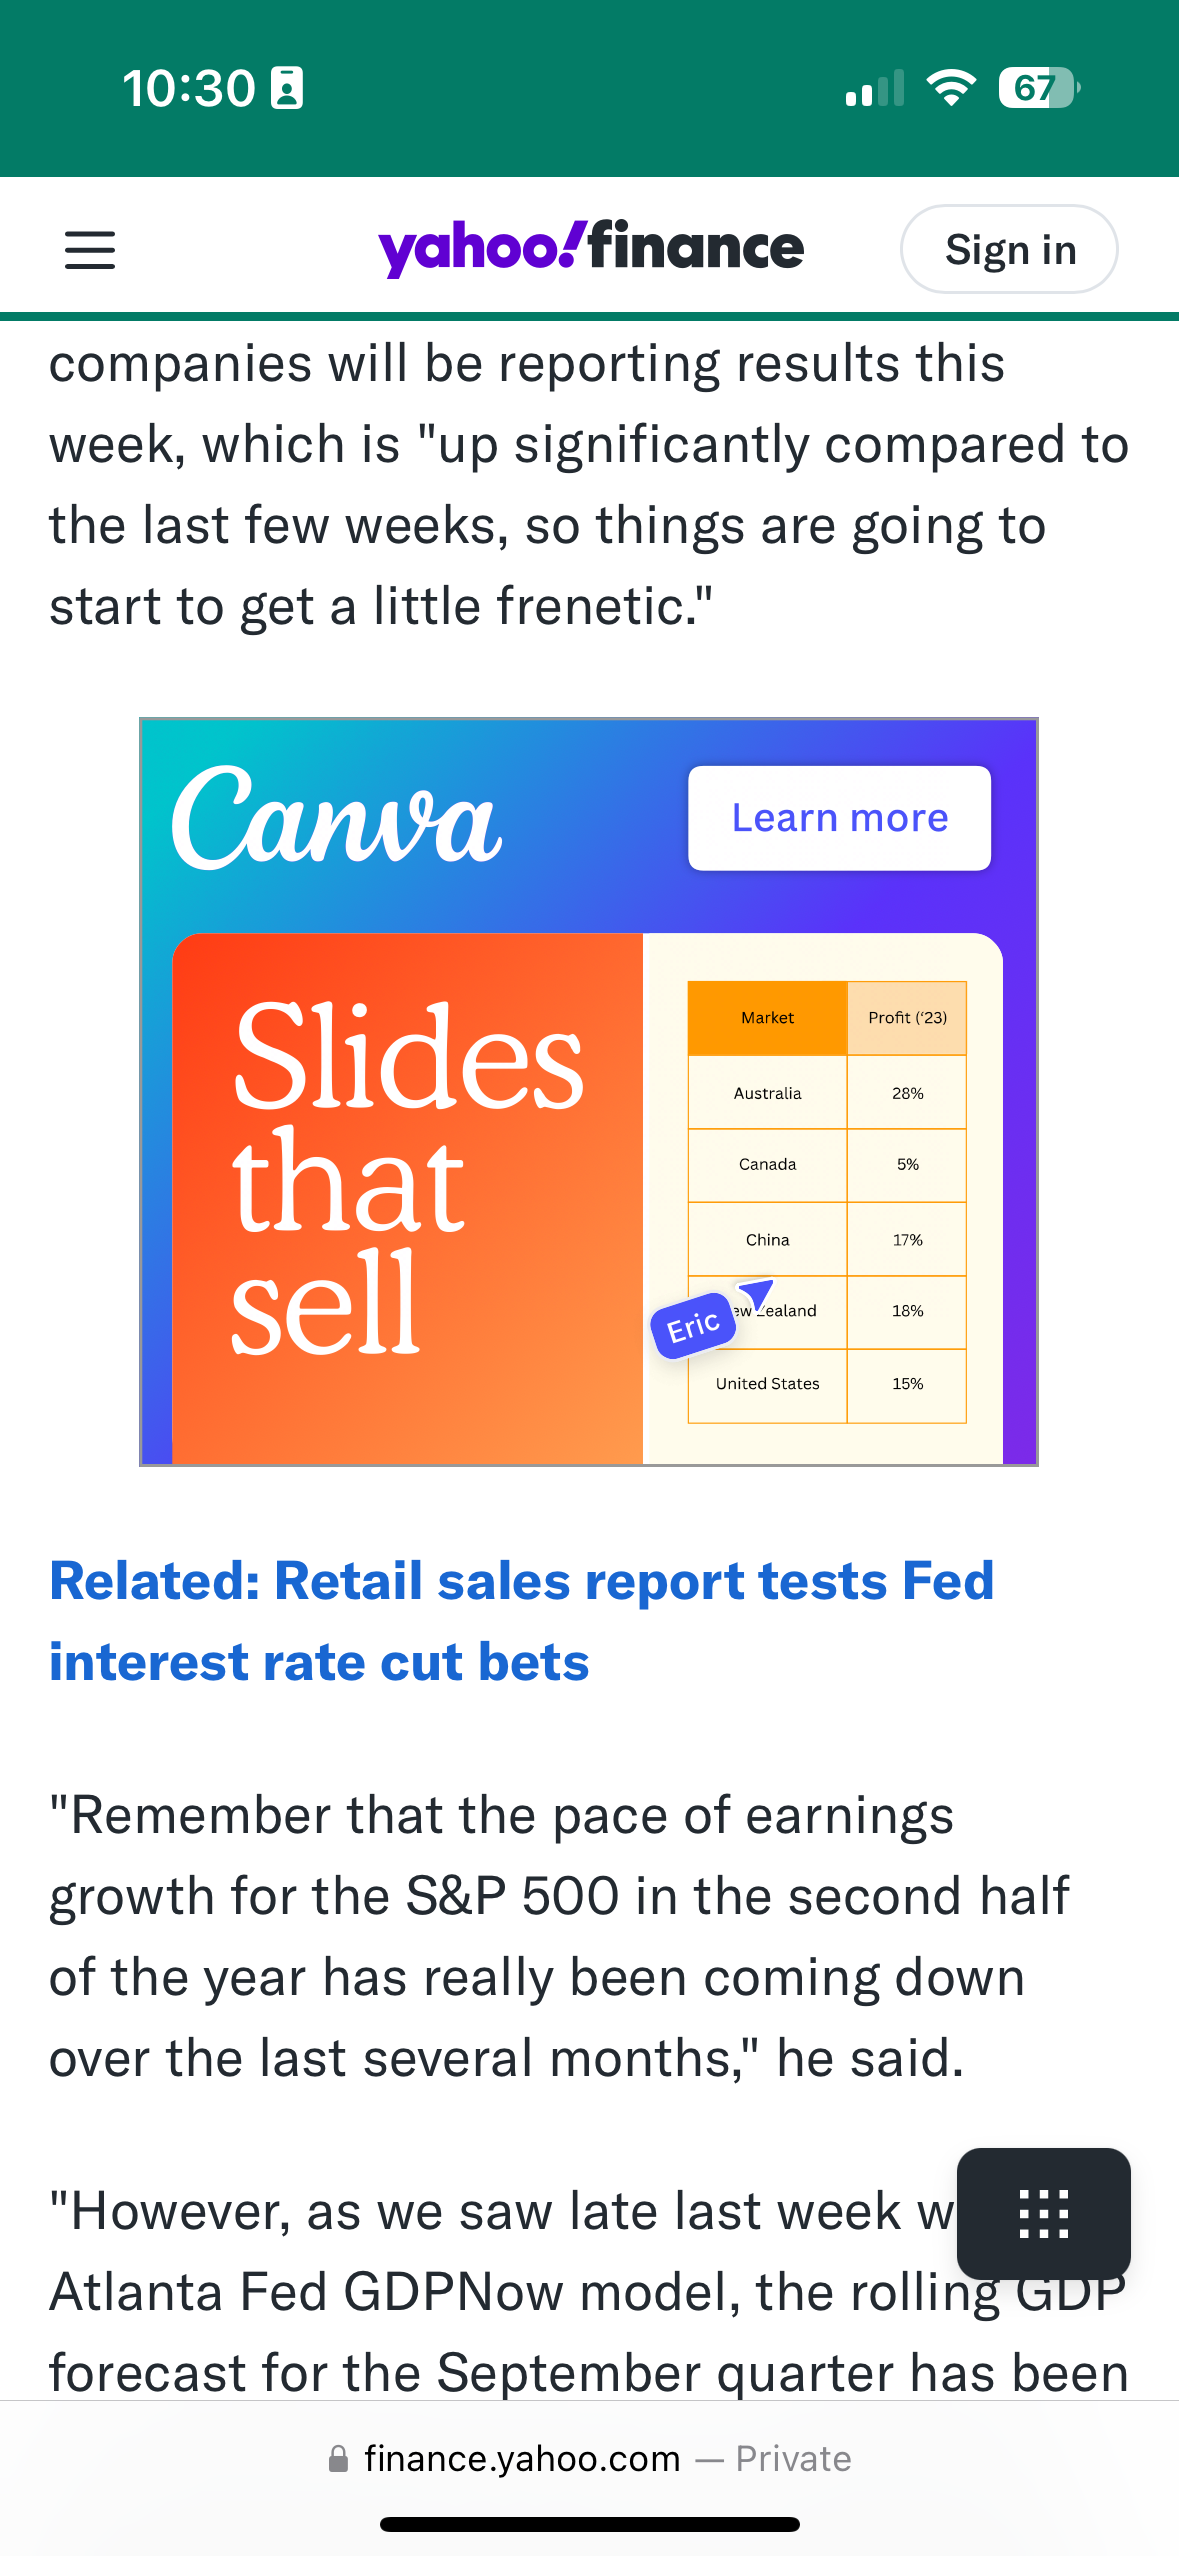 10:30
67
yahoo!finance
Sign in
companies will be reporting results this
week, which is "up significantly compared to
the last few weeks, so things are going to
start to get a little frenetic."
Canva
Learn more
Slides
that
sell
Market Profit (‘23)
Australia 28%
Canada 5%
China 17%
Zealand 18%
Eric
United States 15%
Related: Retail sales report tests Fed
interest rate cut bets
"Remember that the pace of earnings
growth for the S&P 500 in the second half
of the year has really been coming down
over the last several months," he said.
"However, as we saw late last week
Atlanta Fed GDPNow model, the rolling GDP
forecast for the September quarter has been
finance.yahoo.com — Private